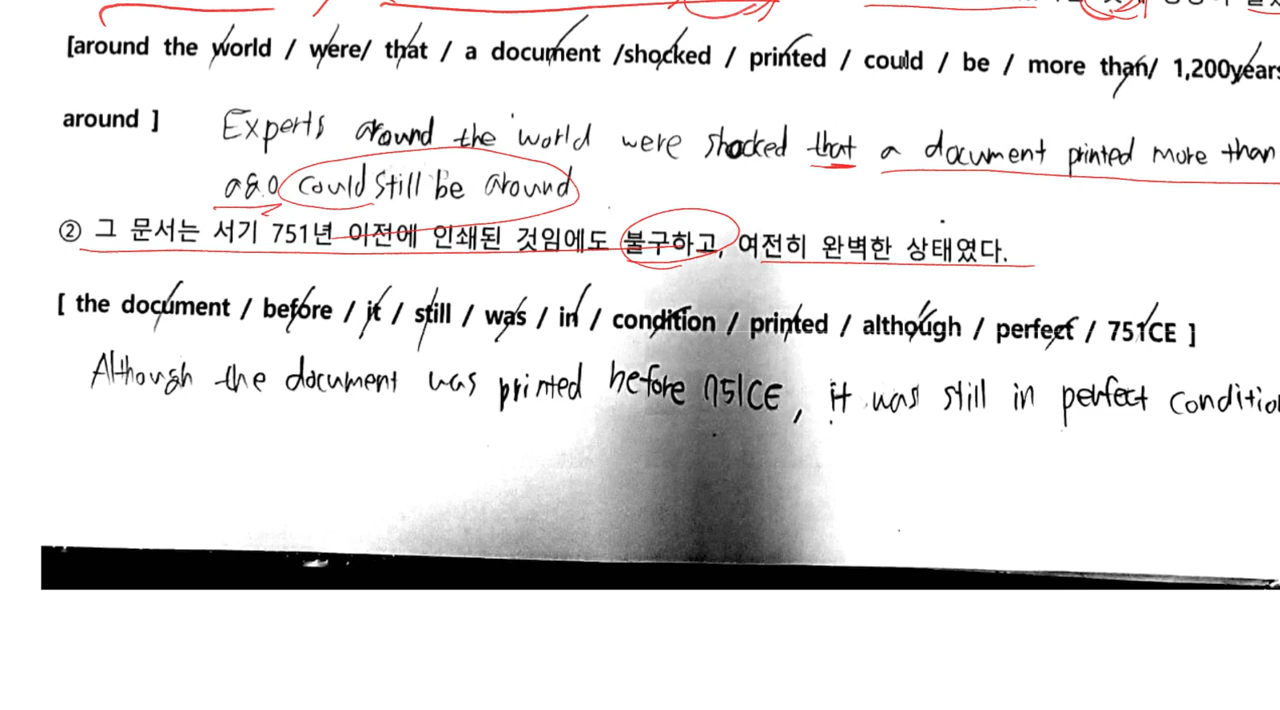 [around the world / were/ that / a document /shocked / printed / could / be / more than/ 1,200years
around ]
Experts around the world were shocked that a document printed more than
could still be around
② 그 문서는 서기 751년 이전에 인쇄된 것임에도 불구하고, 여전히 완벽한 상태였다.
[ the document / before / it / still / was / in / condition / printed / although / perfect / 751CE ]
Although the document was printed before 751CE, it was still in perfect